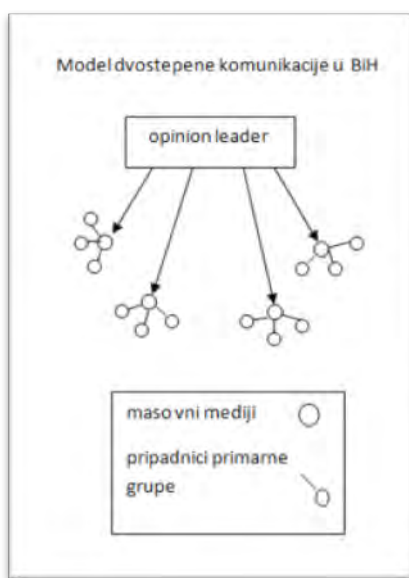 Model dvostepene komunikacije u BiH
opinion leader
masovni mediji
pripadnici primarne
grupe